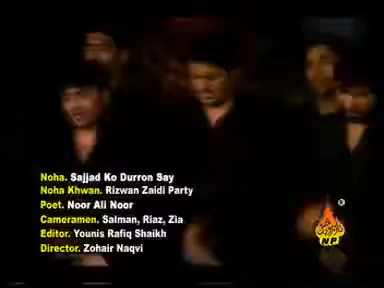 Noha. Sajjad Ko Durron Say
Noha Khwan. Rizwan Zaidi Party
Poet. Noor Ali Noor
Cameramen. Salman, Riaz, Zia
Editor. Younis Rafiq Shaikh
Director. Zohair Naqvi
NP